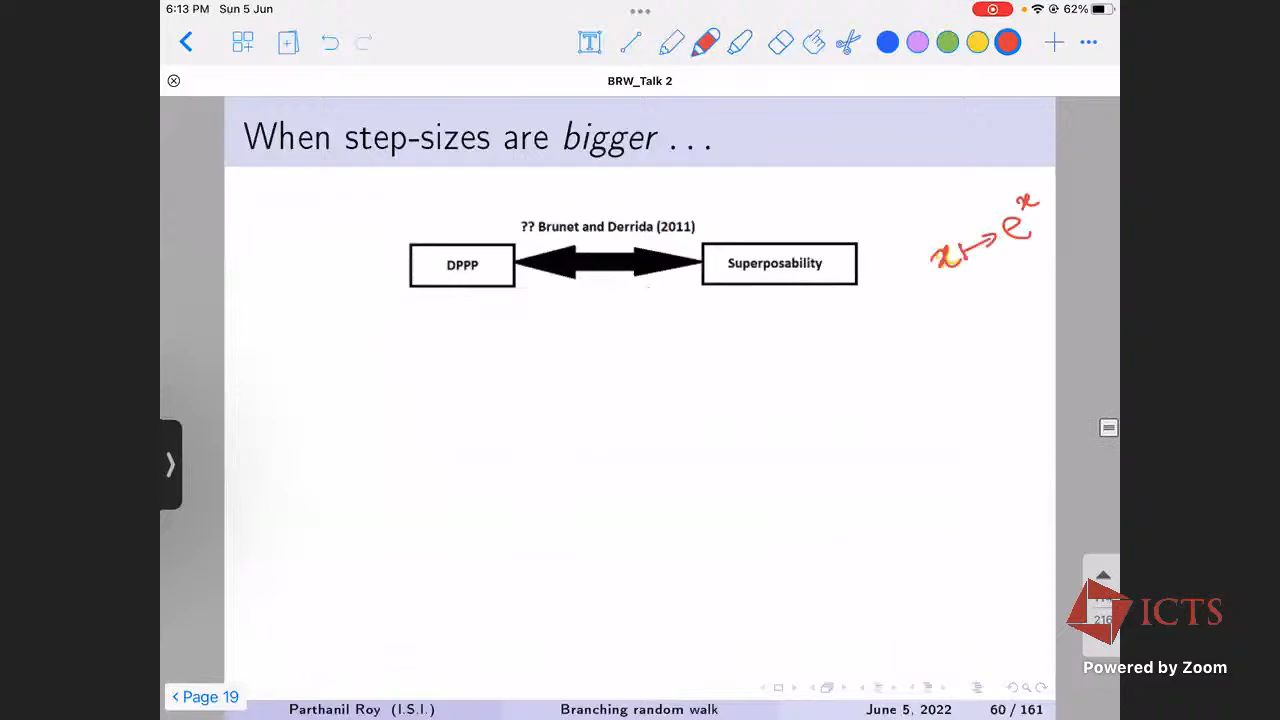 6:13 PM Sun 5 Jun
62%
BRW_Talk 2
When step-sizes are bigger ...
?? Brunet and Derrida (2011)
DPPP
Superposability
x ↦ e^x
216
ICTS
Powered by Zoom
Page 19
Parthanil Roy (I.S.I.)
Branching random walk
June 5, 2022
60 / 161